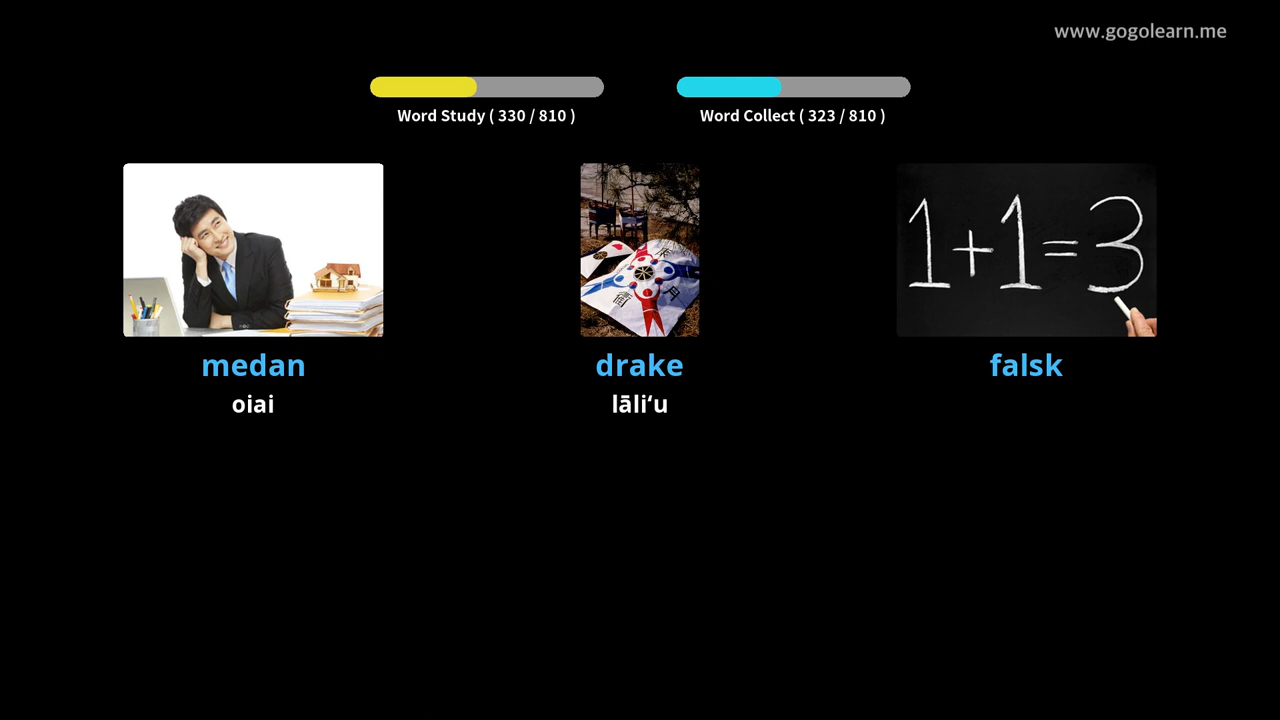 www.gogolearn.me
Word Study ( 330 / 810 )
Word Collect ( 323 / 810 )
1+1=3
medan
drake
falsk
oiai
lāliʻu